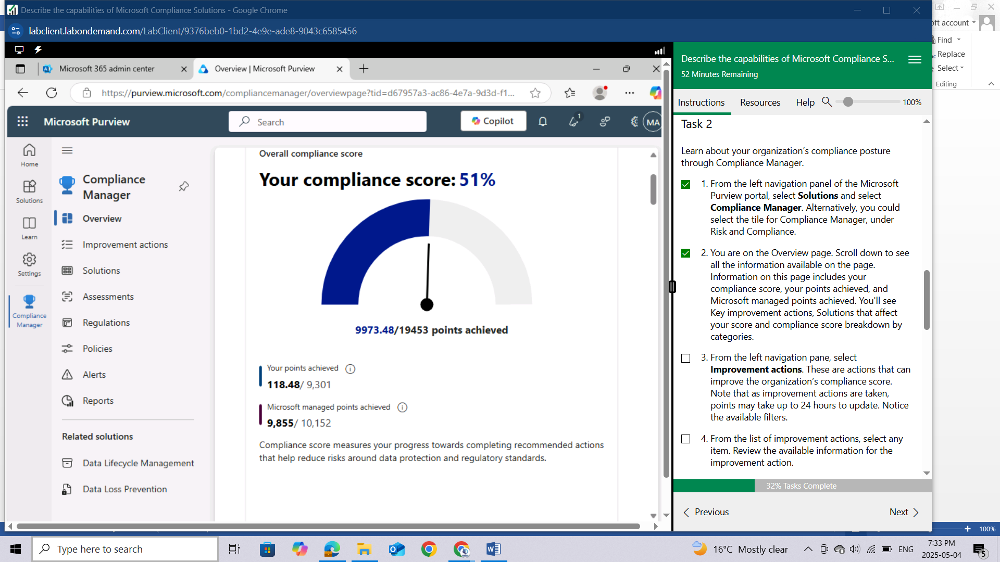 Describe the capabilities of Microsoft Compliance Solutions - Google Chrome
labclient.labondemand.com/LabClient/9376beb0-1bd2-4e9e-ade8-9043c6585456
Microsoft 365 admin center
Overview | Microsoft Purview
https://purview.microsoft.com/compliancemanager/overviewpage?tid=d67957a3-ac86-4e7a-9d3d-f1...
Microsoft Purview
Search
Copilot
1
MA
Home
Solutions
Learn
Settings
Compliance
Manager
Compliance
Manager
Overview
Improvement actions
Solutions
Assessments
Regulations
Policies
Alerts
Reports
Related solutions
Data Lifecycle Management
Data Loss Prevention
Overall compliance score
Your compliance score: 51%
9973.48/19453 points achieved
Your points achieved
118.48/ 9,301
Microsoft managed points achieved
9,855/ 10,152
Compliance score measures your progress towards completing recommended actions
that help reduce risks around data protection and regulatory standards.
Describe the capabilities of Microsoft Compliance S...
52 Minutes Remaining
Instructions
Resources
Help
100%
Task 2
Learn about your organization's compliance posture
through Compliance Manager.
1. From the left navigation panel of the Microsoft
Purview portal, select Solutions and select
Compliance Manager. Alternatively, you could
select the tile for Compliance Manager, under
Risk and Compliance.
2. You are on the Overview page. Scroll down to see
all the information available on the page.
Information on this page includes your
compliance score, your points achieved, and
Microsoft managed points achieved. You'll see
Key improvement actions, Solutions that affect
your score and compliance score breakdown by
categories.
3. From the left navigation pane, select
Improvement actions. These are actions that can
improve the organization's compliance score.
Note that as improvement actions are taken,
points may take up to 24 hours to update. Notice
the available filters.
4. From the list of improvement actions, select any
item. Review the available information for the
improvement action.
32% Tasks Complete
Previous
Next
account
Find
Replace
Select
Editing
100%
Type here to search
16°C Mostly clear
ENG
7:33 PM
2025-05-04
5